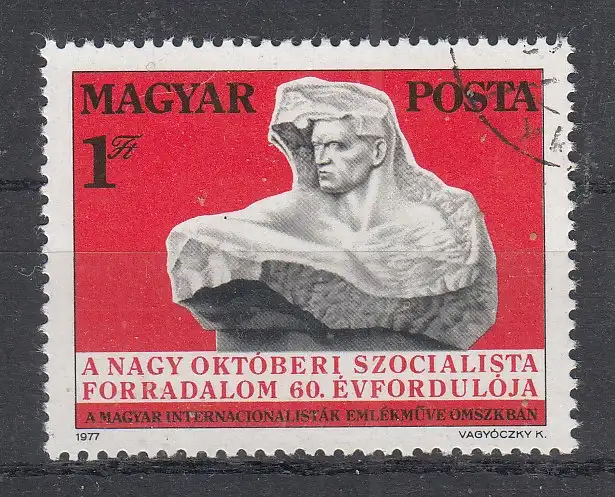 MAGYAR POSTA
1 Ft
A NAGY OKTÓBERI SZOCIALISTA
FORRADALOM 60. ÉVFORDULÓJA
A MAGYAR INTERNACIONALISTÁK EMLÉKMŰVE OMSZKBAN
1977 VAGYÓCZKY K.